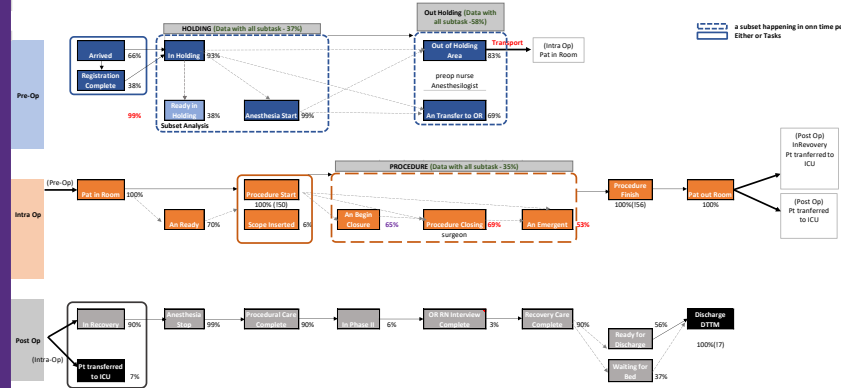 Out Holding (Data with
all subtask -58%)
HOLDING (Data with all subtask - 37%)
a subset happening in onn time pe
Either or Tasks
Pre-Op
Arrived
66%
In Holding
93%
Out of Holding
Area
83%
Transport
(Intra Op)
Pat in Room
Registration
Complete
38%
preop nurse
Anesthesilogist
99%
Ready in
Holding
38%
Subset Analysis
Anesthesia Start
99%
An Transfer to OR
69%
(Post Op)
InRevovery
Pt tranferred to
ICU
PROCEDURE (Data with all subtask - 35%)
Intra Op
(Pre-Op)
Pat in Room
100%
Procedure Start
100% (!50)
Procedure
Finish
100%(!56)
Pat out Room
100%
An Ready
70%
Scope Inserted
6%
An Begin
Closure
65%
Procedure Closing
69%
surgeon
An Emergent
53%
(Post Op)
Pt tranferred
to ICU
Post Op
(Intra-Op)
In Recovery
90%
Anesthesia
Stop
99%
Procedural Care
Complete
90%
In Phase II
6%
OR RN Interview
Complete
3%
Recovery Care
Complete
90%
Ready for
Discharge
56%
Discharge
DTTM
100%(!7)
Pt transferred
to ICU
7%
Waiting for
Bed
37%